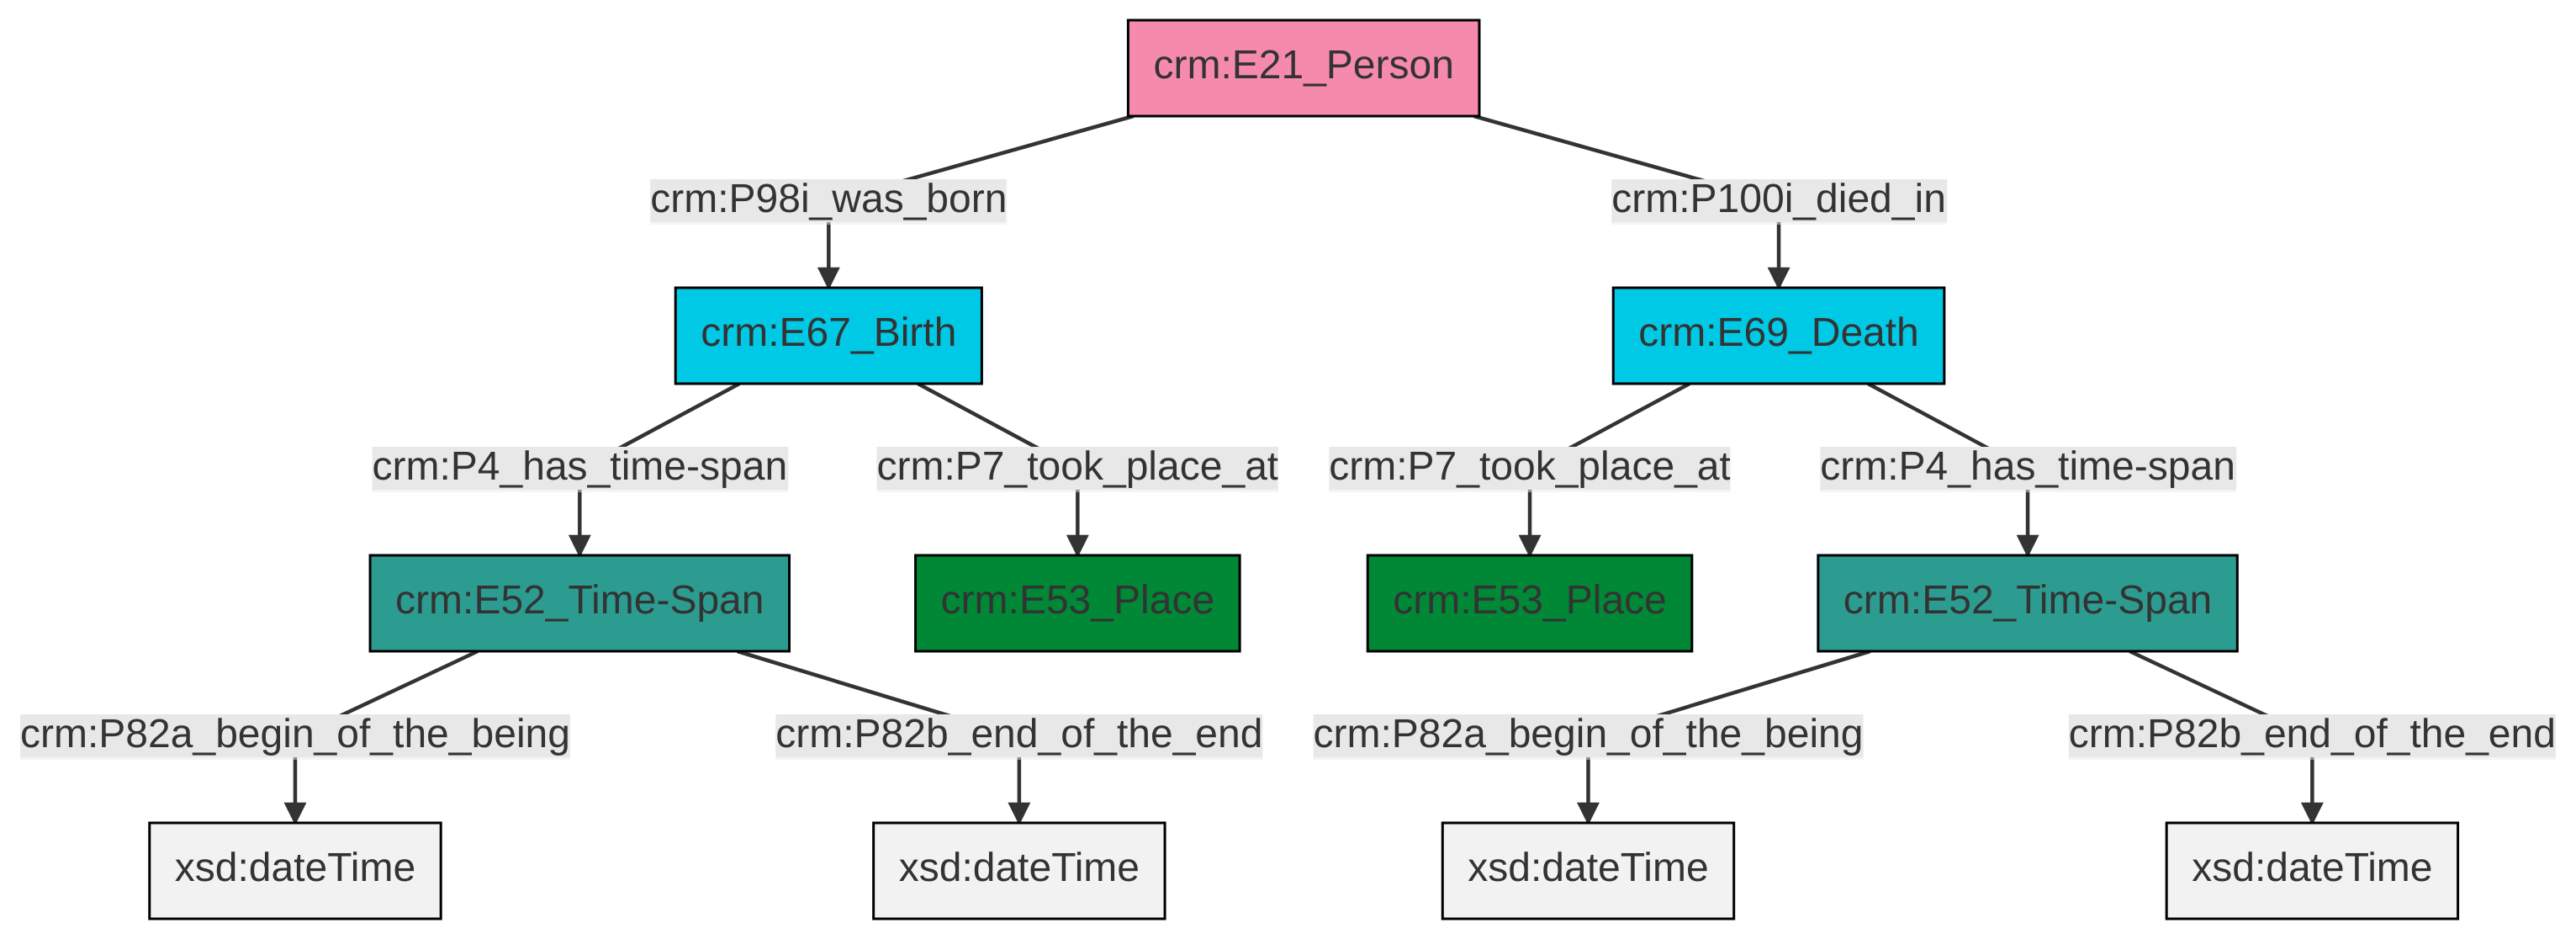 crm:E21_Person
crm:P98i_was_born
crm:P100i_died_in
crm:E67_Birth
crm:E69_Death
crm:P4_has_time-span
crm:P7_took_place_at
crm:P7_took_place_at
crm:P4_has_time-span
crm:E52_Time-Span
crm:E53_Place
crm:E53_Place
crm:E52_Time-Span
crm:P82a_begin_of_the_being
crm:P82b_end_of_the_end
crm:P82a_begin_of_the_being
crm:P82b_end_of_the_end
xsd:dateTime
xsd:dateTime
xsd:dateTime
xsd:dateTime